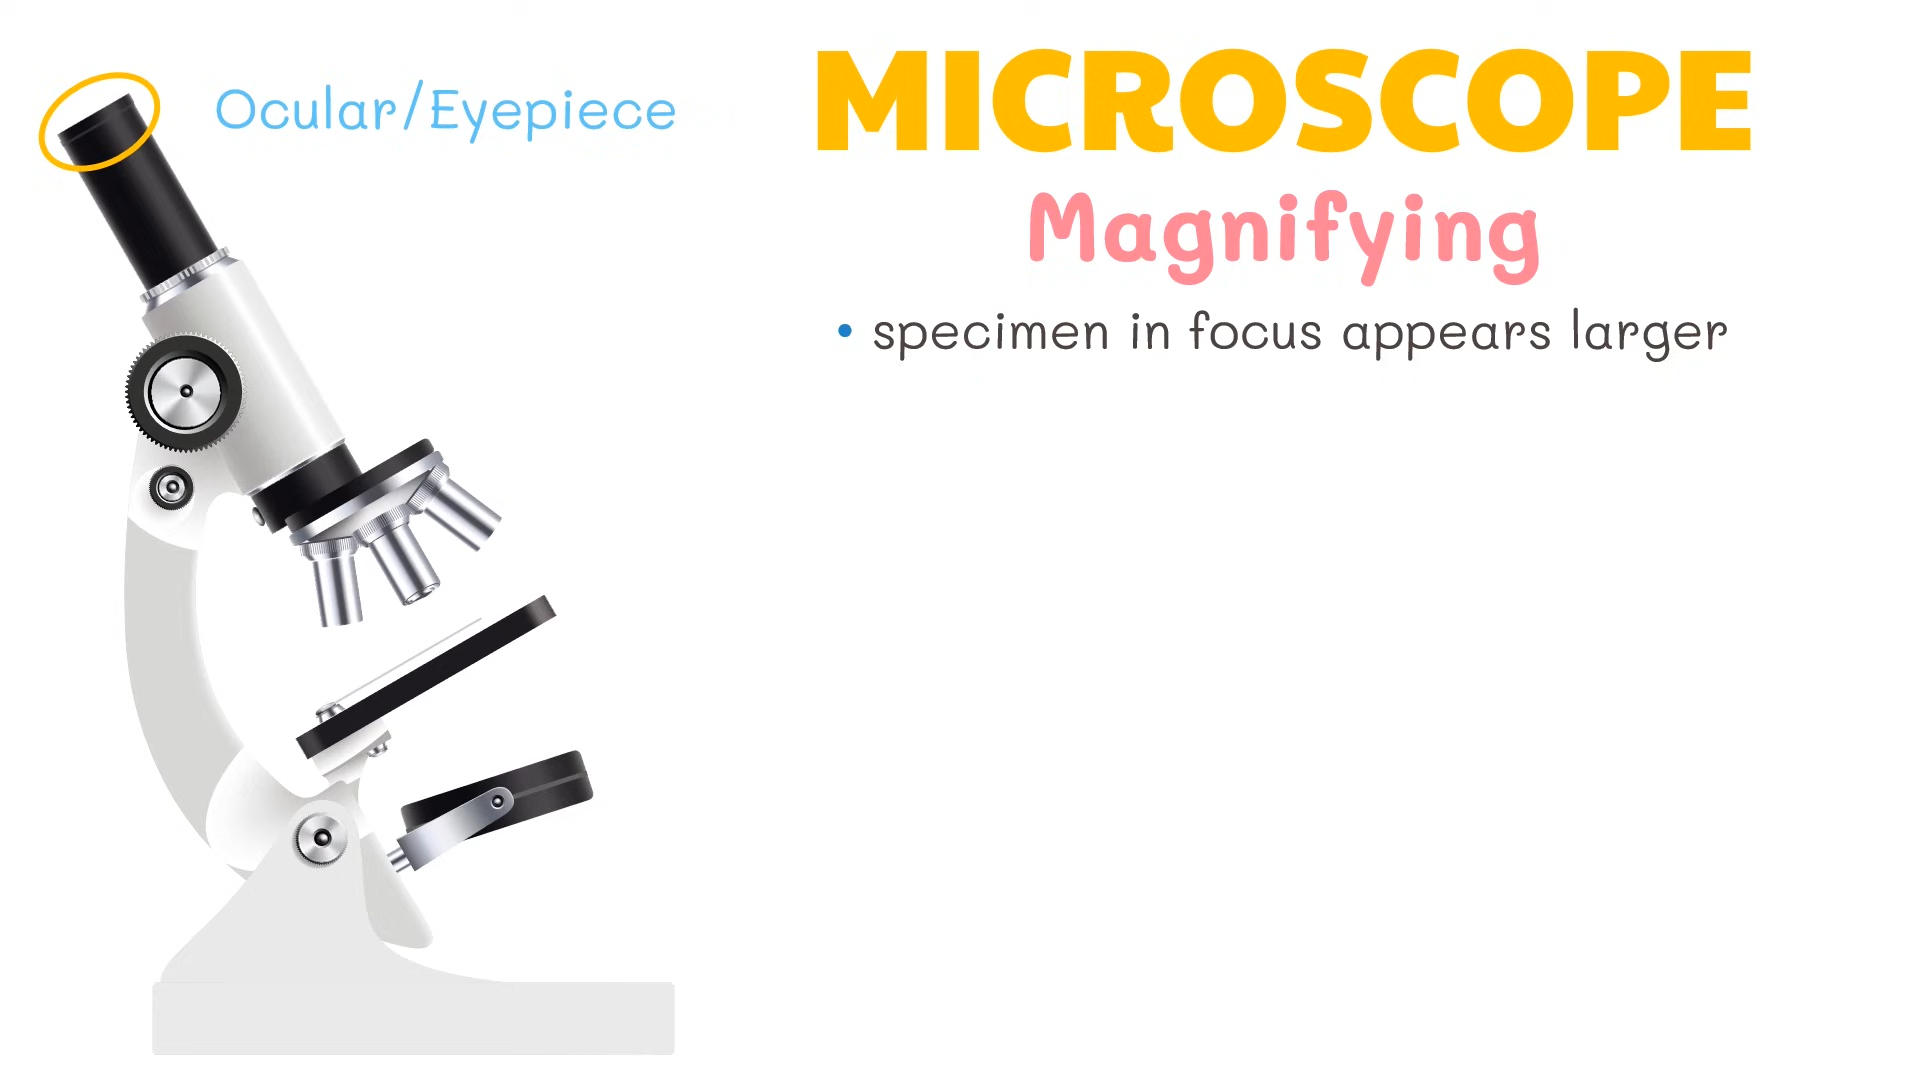 Ocular/Eyepiece
MICROSCOPE
Magnifying
• specimen in focus appears larger